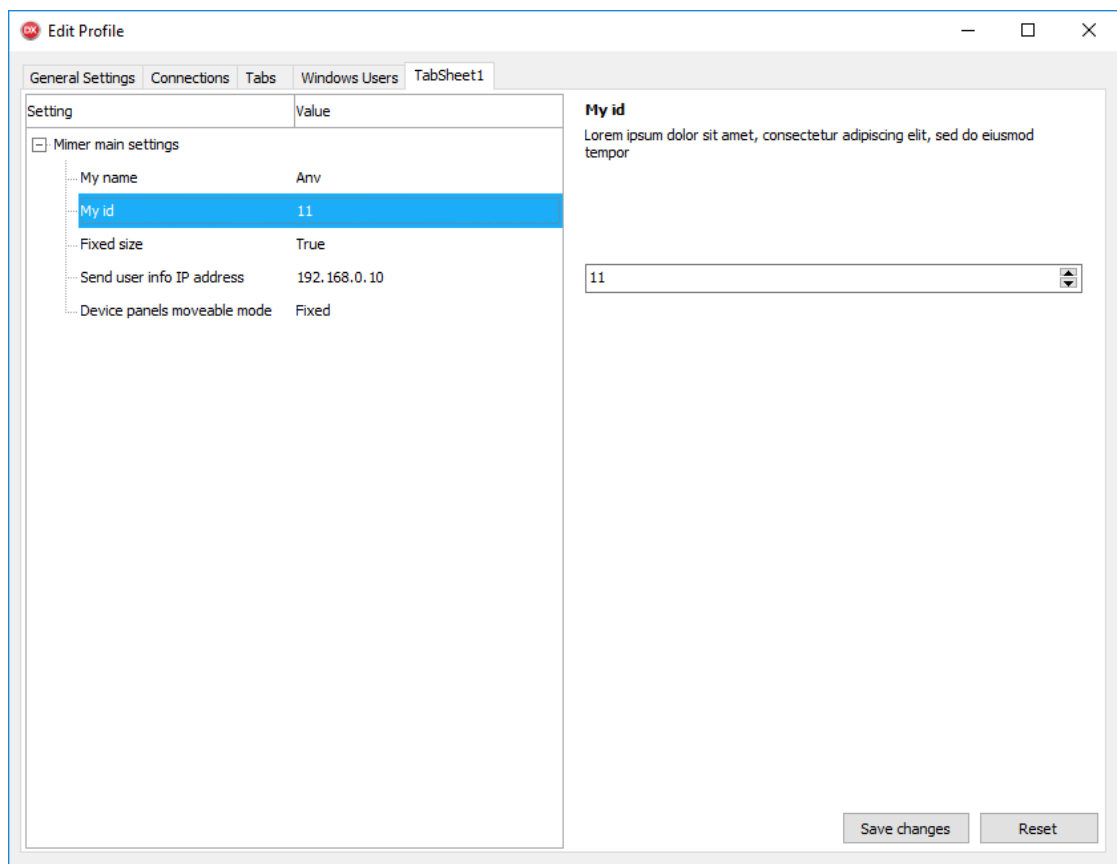 DX Edit Profile
General Settings Connections Tabs Windows Users TabSheet1
Setting Value
Mimer main settings
My name Anv
My id 11
Fixed size True
Send user info IP address 192.168.0.10
Device panels moveable mode Fixed
My id
Lorem ipsum dolor sit amet, consectetur adipiscing elit, sed do eiusmod
tempor
11
Save changes Reset